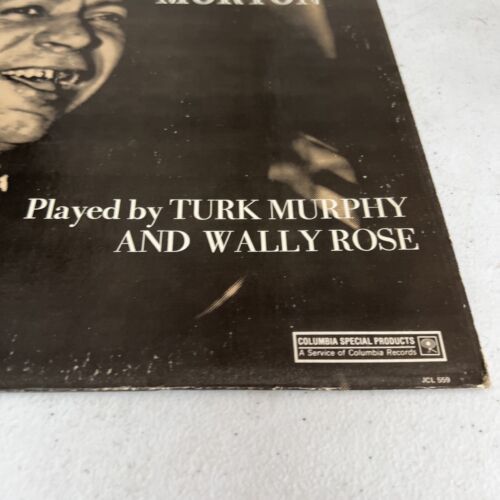 MORTON
Played by TURK MURPHY
AND WALLY ROSE
COLUMBIA SPECIAL PRODUCTS
A Service of Columbia Records
JCL 559